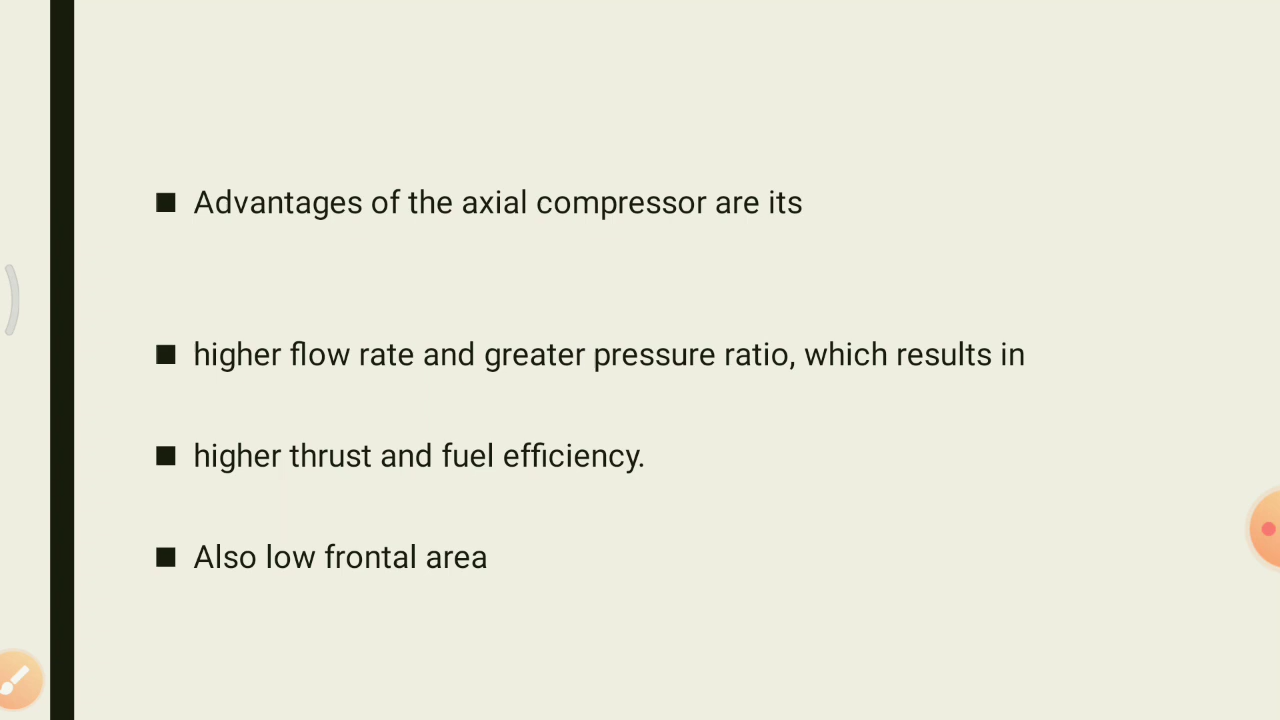 Advantages of the axial compressor are its
higher flow rate and greater pressure ratio, which results in
higher thrust and fuel efficiency.
Also low frontal area